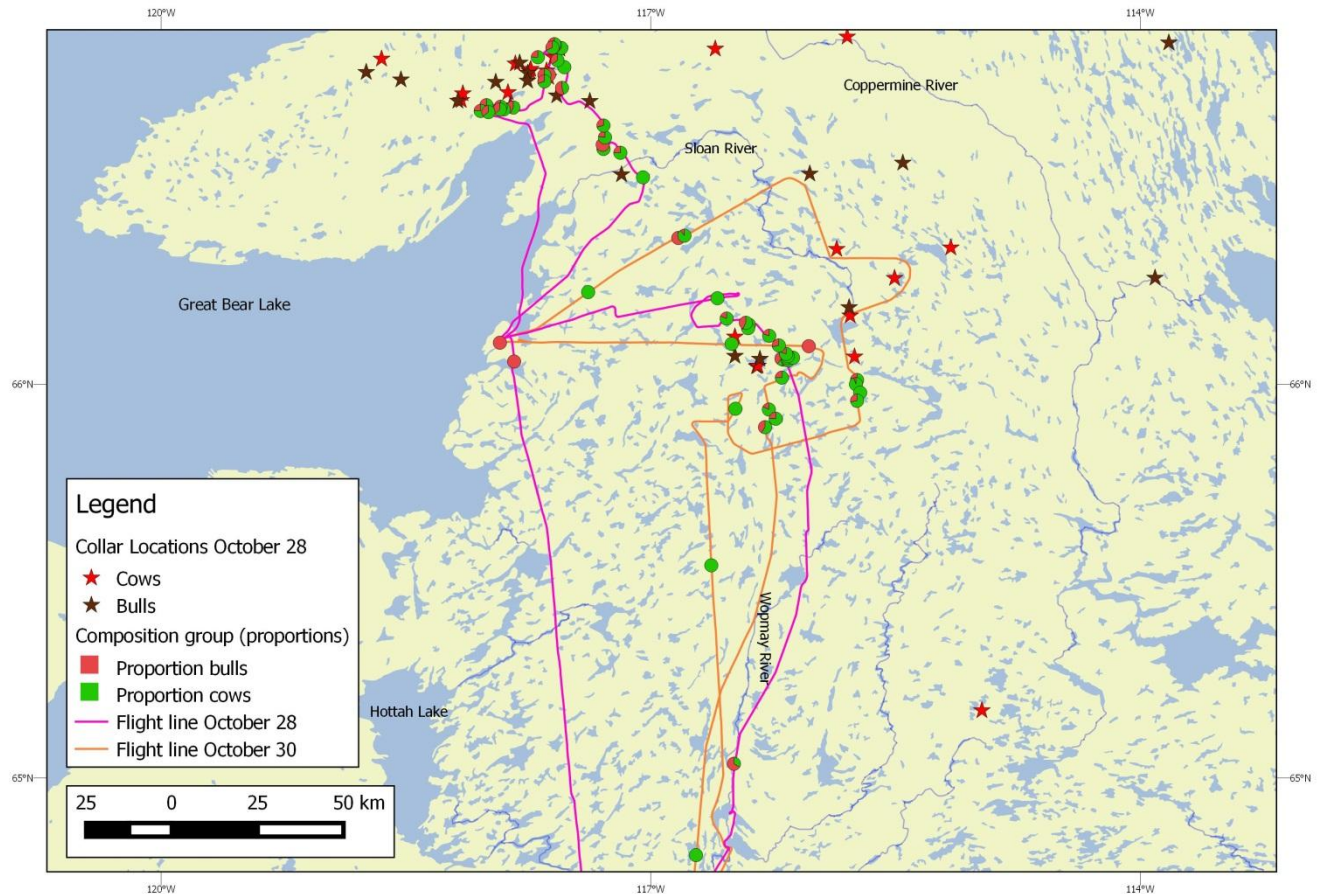 120°W 117°W 114°W
Coppermine River
Sloan River
Great Bear Lake
66°N 66°N
Legend
Collar Locations October 28
Cows
Bulls
Composition group (proportions)
Proportion bulls
Proportion cows
Flight line October 28
Flight line October 30
Wopmay River
Hottah Lake
65°N 65°N
25 0 25 50 km
120°W 117°W 114°W